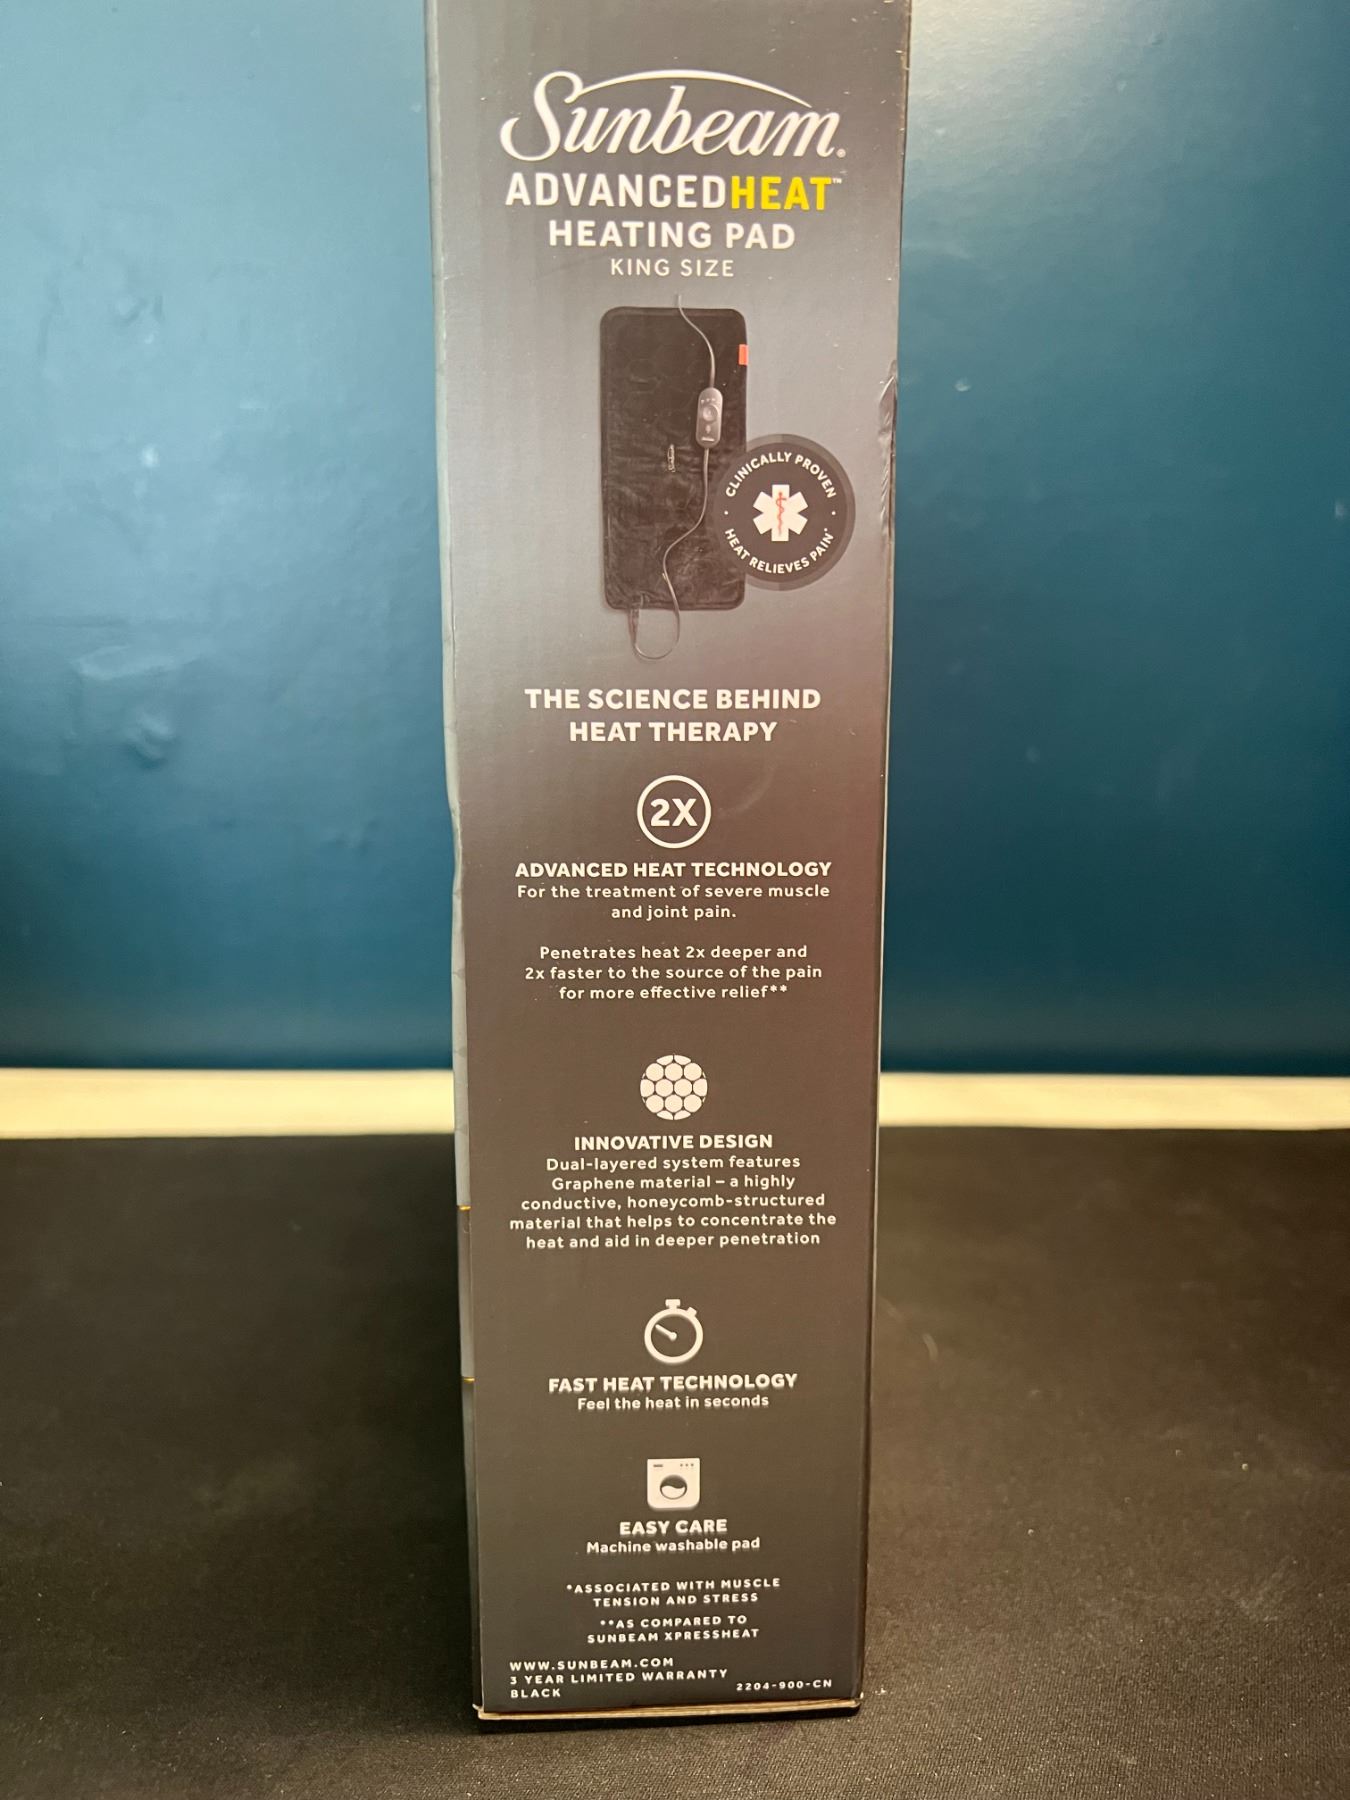 Sunbeam®
ADVANCEDHEAT™
HEATING PAD
KING SIZE
CLINICALLY PROVEN
HEAT RELIEVES PAIN*
THE SCIENCE BEHIND
HEAT THERAPY
2X
ADVANCED HEAT TECHNOLOGY
For the treatment of severe muscle
and joint pain.
Penetrates heat 2x deeper and
2x faster to the source of the pain
for more effective relief**
INNOVATIVE DESIGN
Dual-layered system features
Graphene material – a highly
conductive, honeycomb-structured
material that helps to concentrate the
heat and aid in deeper penetration
FAST HEAT TECHNOLOGY
Feel the heat in seconds
EASY CARE
Machine washable pad
*ASSOCIATED WITH MUSCLE
TENSION AND STRESS
**AS COMPARED TO
SUNBEAM XPRESSHEAT
WWW.SUNBEAM.COM
3 YEAR LIMITED WARRANTY
BLACK
2204-900-CN